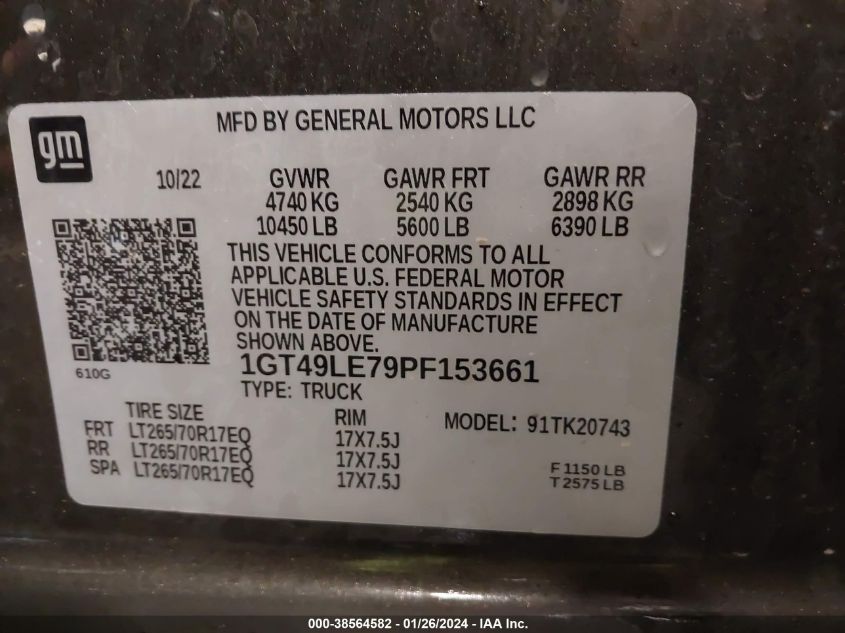 MFD BY GENERAL MOTORS LLC
gm
10/22 GVWR GAWR FRT GAWR RR
4740 KG 2540 KG 2898 KG
10450 LB 5600 LB 6390 LB
THIS VEHICLE CONFORMS TO ALL
APPLICABLE U.S. FEDERAL MOTOR
VEHICLE SAFETY STANDARDS IN EFFECT
ON THE DATE OF MANUFACTURE
SHOWN ABOVE.
610G
1GT49LE79PF153661
TYPE: TRUCK
TIRE SIZE RIM MODEL: 91TK20743
FRT LT265/70R17EQ 17X7.5J
RR LT265/70R17EQ 17X7.5J
SPA LT265/70R17EQ 17X7.5J
F 1150 LB
T 2575 LB
000-38564582 - 01/26/2024 - IAA Inc.